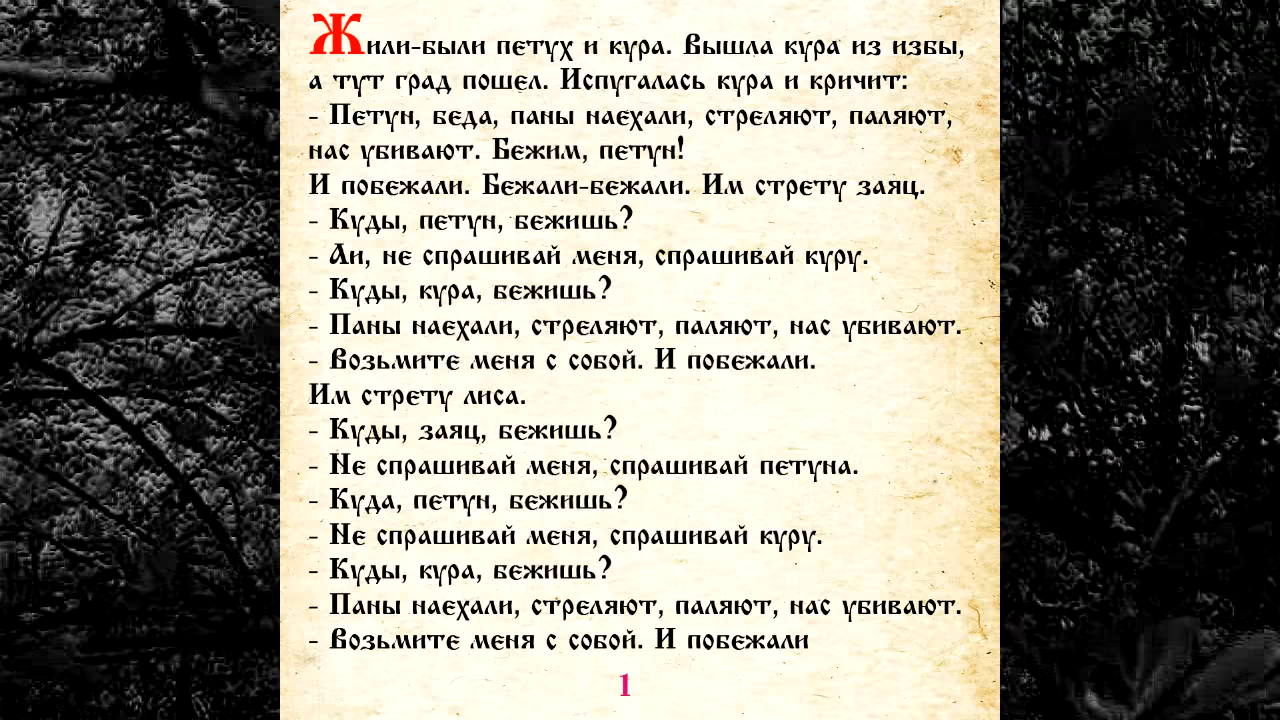 Жили-были петух и кура. Вышла кура из избы,
а тут град пошел. Испугалась кура и кричит:
- Петун, беда, паны наехали, стреляют, паляют,
нас убивают. Бежим, петун!
И побежали. Бежали-бежали. Им стрету заяц.
- Куды, петун, бежишь?
- Аи, не спрашивай меня, спрашивай куру.
- Куды, кура, бежишь?
- Паны наехали, стреляют, паляют, нас убивают.
- Возьмите меня с собой. И побежали.
Им стрету лиса.
- Куды, заяц, бежишь?
- Не спрашивай меня, спрашивай петуна.
- Куда, петун, бежишь?
- Не спрашивай меня, спрашивай куру.
- Куды, кура, бежишь?
- Паны наехали, стреляют, паляют, нас убивают.
- Возьмите меня с собой. И побежали
1